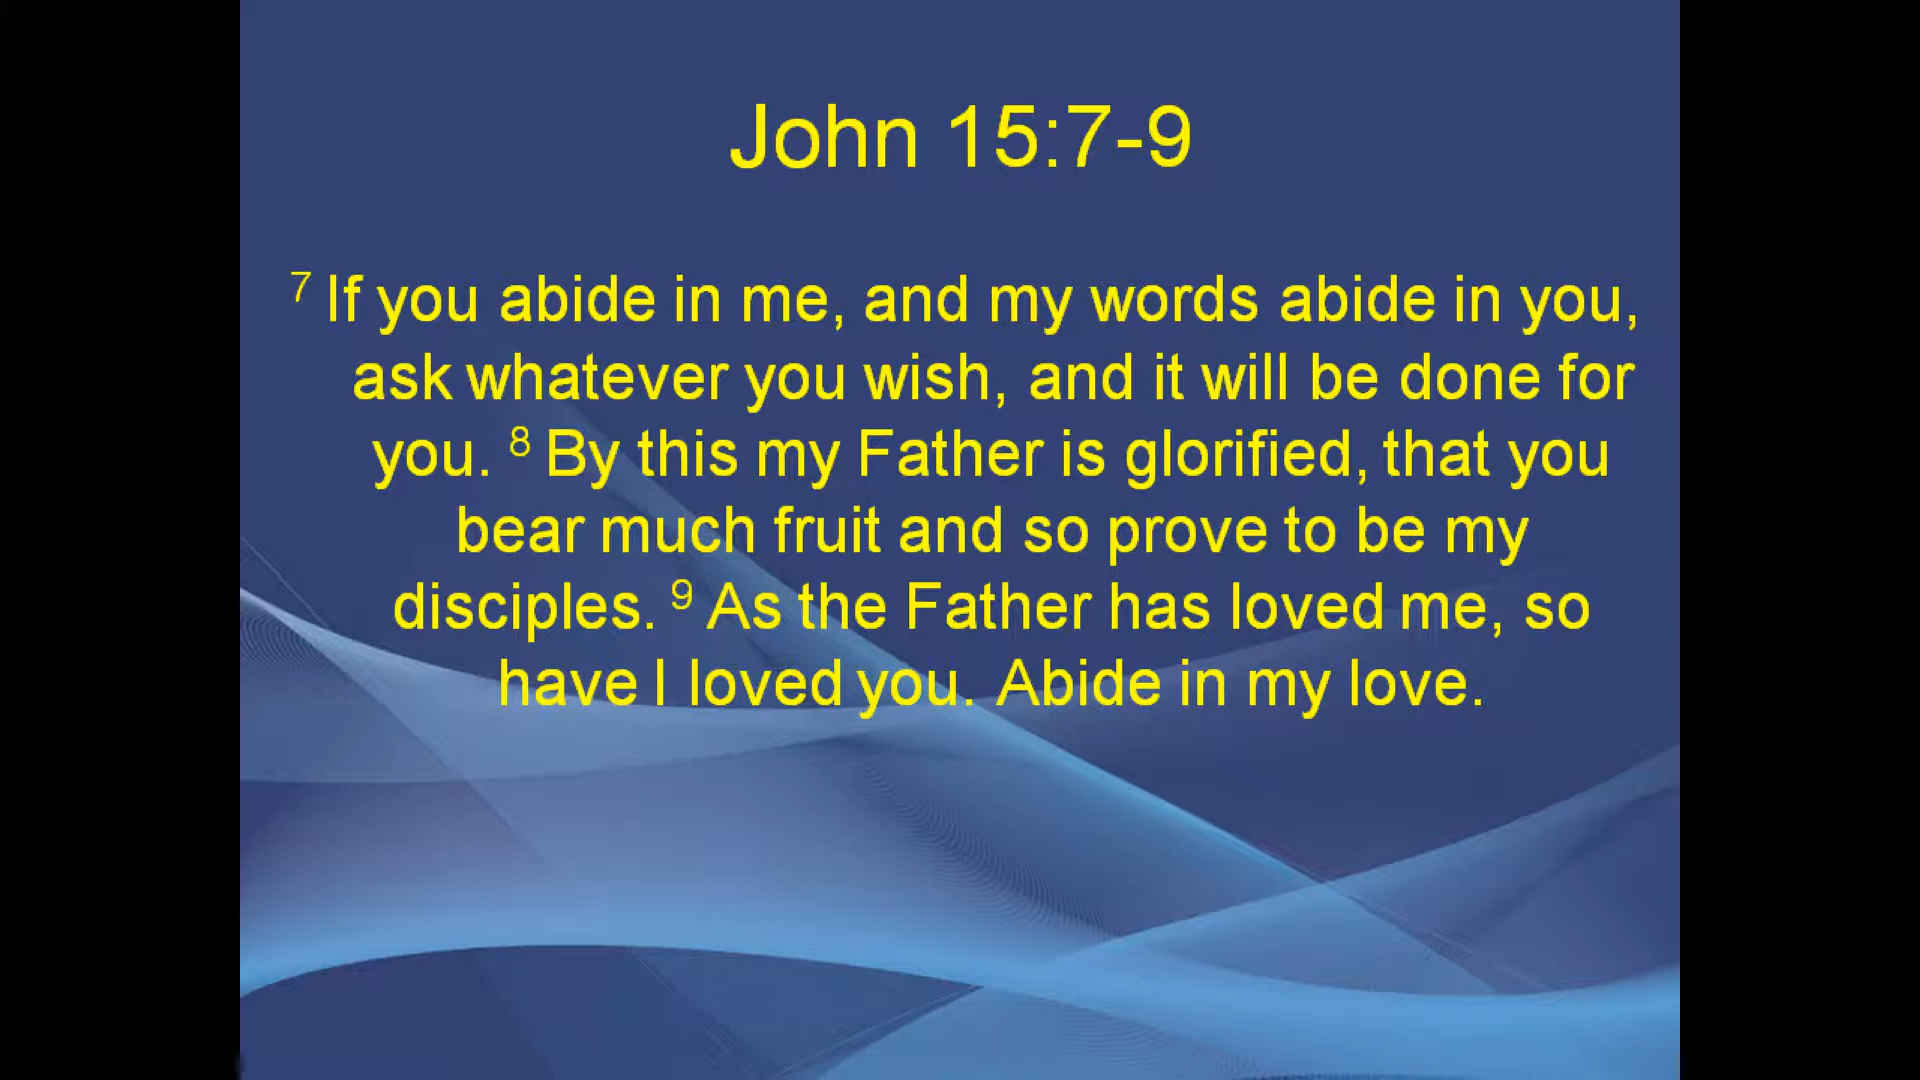 John 15:7-9
7 If you abide in me, and my words abide in you,
ask whatever you wish, and it will be done for
you. 8 By this my Father is glorified, that you
bear much fruit and so prove to be my
disciples. 9 As the Father has loved me, so
have I loved you. Abide in my love.